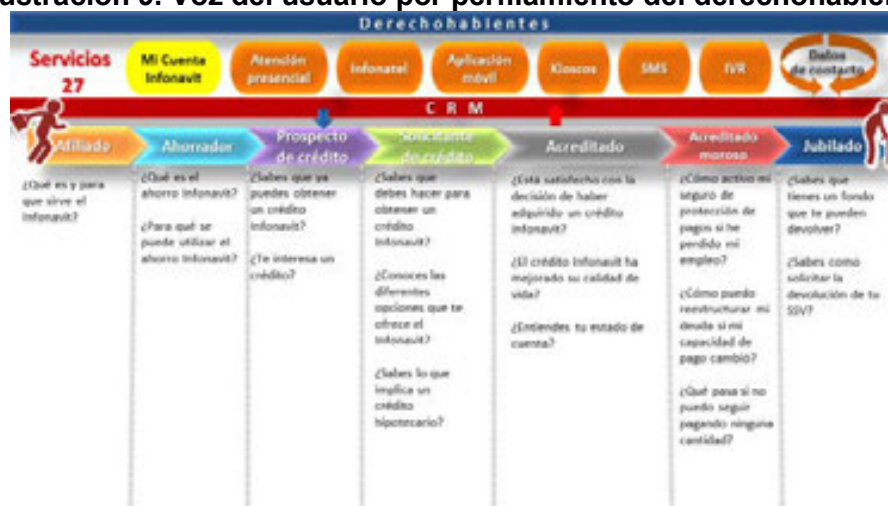 ustración 9: Voz del usuario por perfilamiento del derechohabien
Derechohabientes
Servicios
27
Mi Cuenta
Infonavit
Atención
presencial
Infonatel
Aplicación
móvil
Kioscos
SMS
IVR
Datos
de contacto
C R M
Afiliado
Ahorrador
Prospecto
de crédito
Solicitante
de crédito
Acreditado
Acreditado
moroso
Jubilado
¿Qué es y para
que sirve el
Infonavit?
¿Qué es el
ahorro Infonavit?
¿Para qué se
puede utilizar el
ahorro Infonavit?
¿Sabes que ya
puedes obtener
un crédito
Infonavit?
¿Te interesa un
crédito?
¿Sabes que
debes hacer para
obtener un
crédito
Infonavit?
¿Conoces las
diferentes
opciones que te
ofrece el
Infonavit?
¿Sabes lo que
implica un
crédito
hipotecario?
¿Está satisfecho con la
decisión de haber
adquirido un crédito
Infonavit?
¿El crédito Infonavit ha
mejorado su calidad de
vida?
¿Entiendes tu estado de
cuenta?
¿Cómo activo mi
seguro de
protección de
pagos si he
perdido mi
empleo?
¿Cómo puedo
reestructurar mi
deuda si mi
capacidad de
pago cambió?
¿Qué pasa si no
puedo seguir
pagando ninguna
cantidad?
¿Sabes que
tienes un fondo
que te pueden
devolver?
¿Sabes como
solicitar la
devolución de tu
SSV?